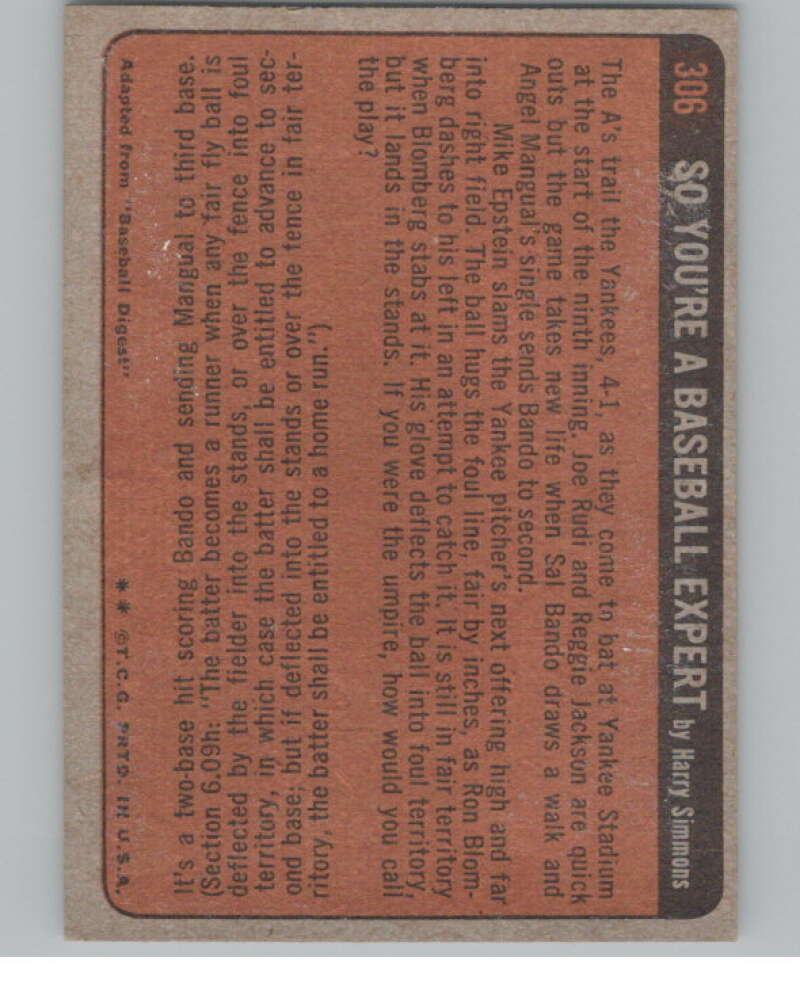 306 SO YOU'RE A BASEBALL EXPERT by Harry Simmons
The A's trail the Yankees, 4-1, as they come to bat at Yankee Stadium
at the start of the ninth inning. Joe Rudi and Reggie Jackson are quick
outs but the game takes new life when Sal Bando draws a walk and
Angel Mangual's single sends Bando to second.
Mike Epstein slams the Yankee pitcher's next offering high and far
into right field. The ball hugs the foul line, fair by inches, as Ron Blom-
berg dashes to his left in an attempt to catch it. It is still in fair territory
when Blomberg stabs at it. His glove deflects the ball into foul territory,
but it lands in the stands. If you were the umpire, how would you call
the play?
It's a two-base hit scoring Bando and sending Mangual to third base.
(Section 6.09h: "The batter becomes a runner when any fair fly ball is
deflected by the fielder into the stands, or over the fence into foul
territory, in which case the batter shall be entitled to advance to sec-
ond base; but if deflected into the stands or over the fence in fair ter-
ritory, the batter shall be entitled to a home run.")
Adapted from "Baseball Digest" ** ©T.C.G. PRTD. IN U.S.A.